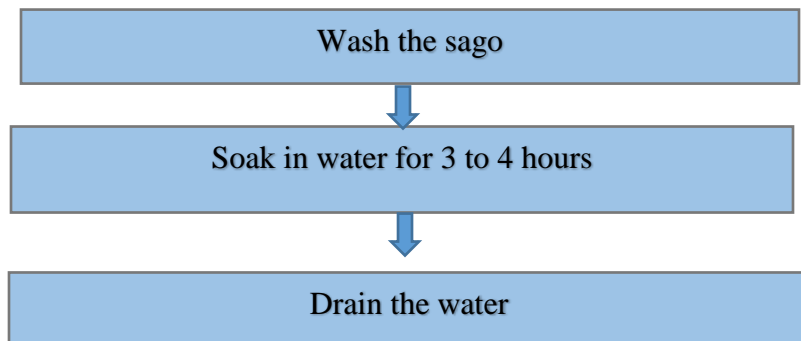 Wash the sago
Soak in water for 3 to 4 hours
Drain the water